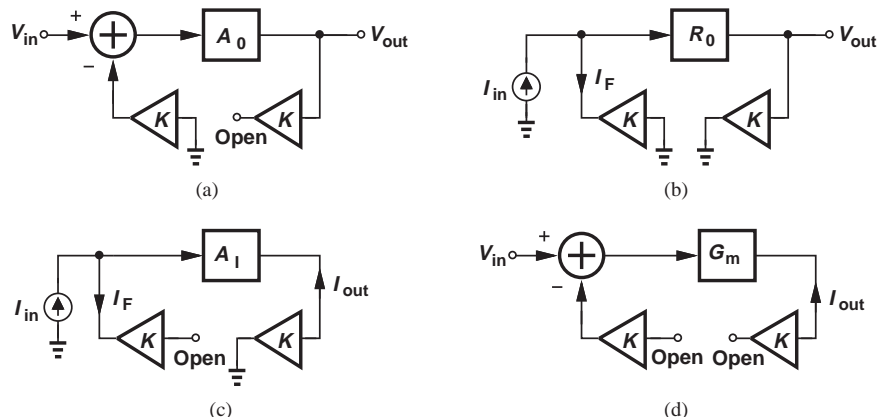 V_in + A_0 V_out
−
K K
Open
(a)
R_0 V_out
I_in I_F
K K
(b)
A_I
I_in I_F I_out
K K
Open
(c)
V_in + G_m
− I_out
K K
Open Open
(d)